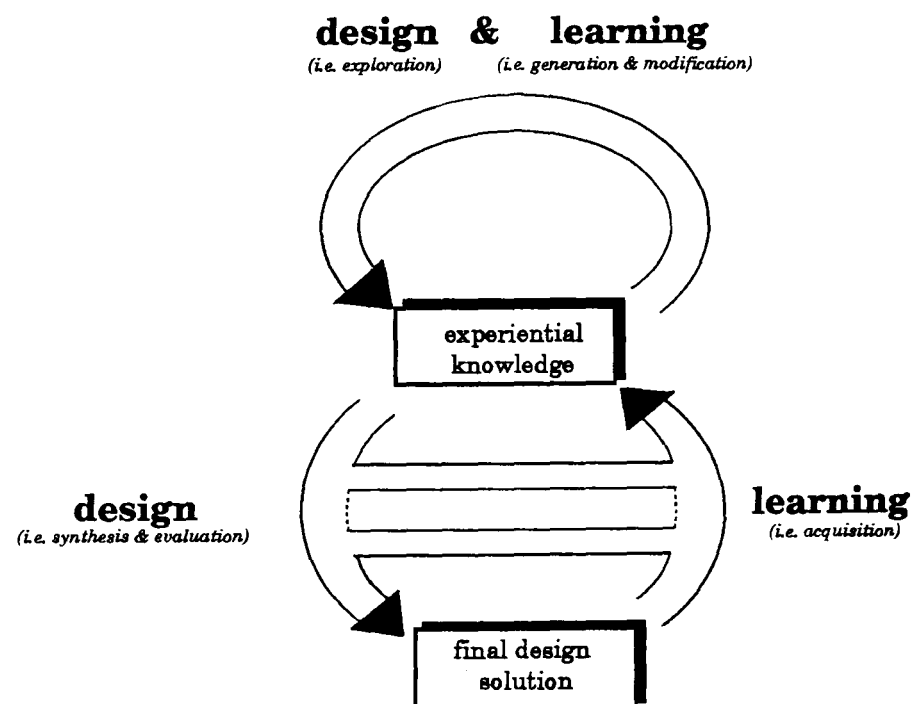 design & learning
(i.e. exploration) (i.e. generation & modification)
experiential
knowledge
design
(i.e. synthesis & evaluation)
learning
(i.e. acquisition)
final design
solution